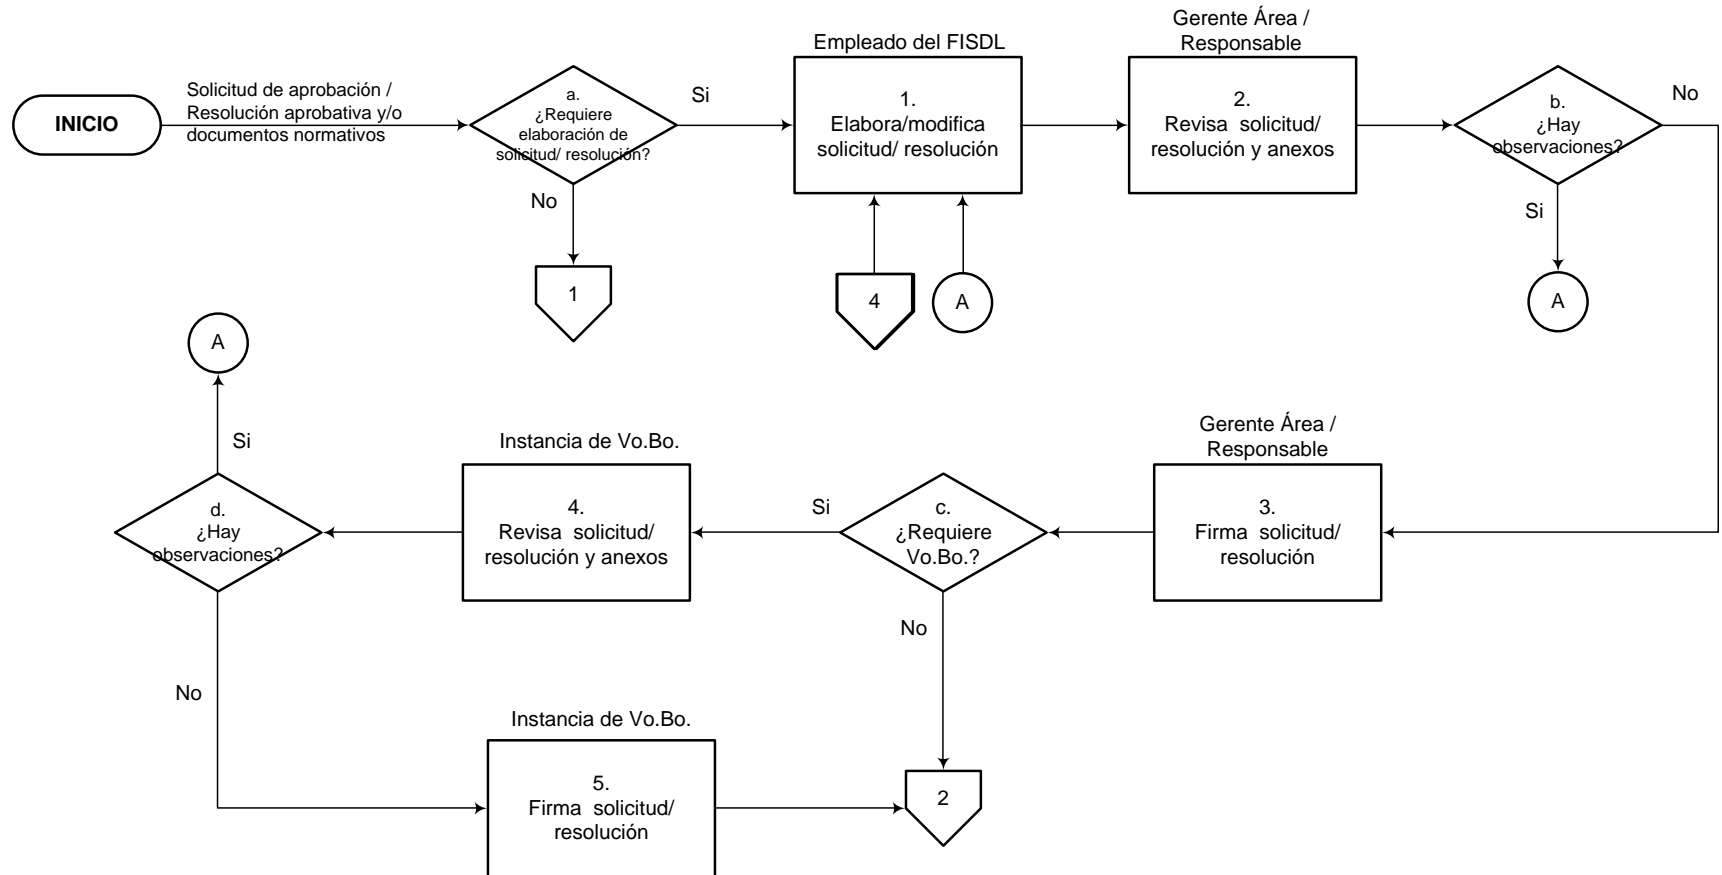 INICIO
Solicitud de aprobación /
Resolución aprobativa y/o
documentos normativos
a.
¿Requiere
elaboración de
solicitud/ resolución?
Si
No
1
Empleado del FISDL
1.
Elabora/modifica
solicitud/ resolución
4
A
Gerente Área /
Responsable
2.
Revisa solicitud/
resolución y anexos
b.
¿Hay
observaciones?
No
Si
A
Gerente Área /
Responsable
3.
Firma solicitud/
resolución
c.
¿Requiere
Vo.Bo.?
Si
No
Instancia de Vo.Bo.
4.
Revisa solicitud/
resolución y anexos
d.
¿Hay
observaciones?
Si
A
No
Instancia de Vo.Bo.
5.
Firma solicitud/
resolución
2